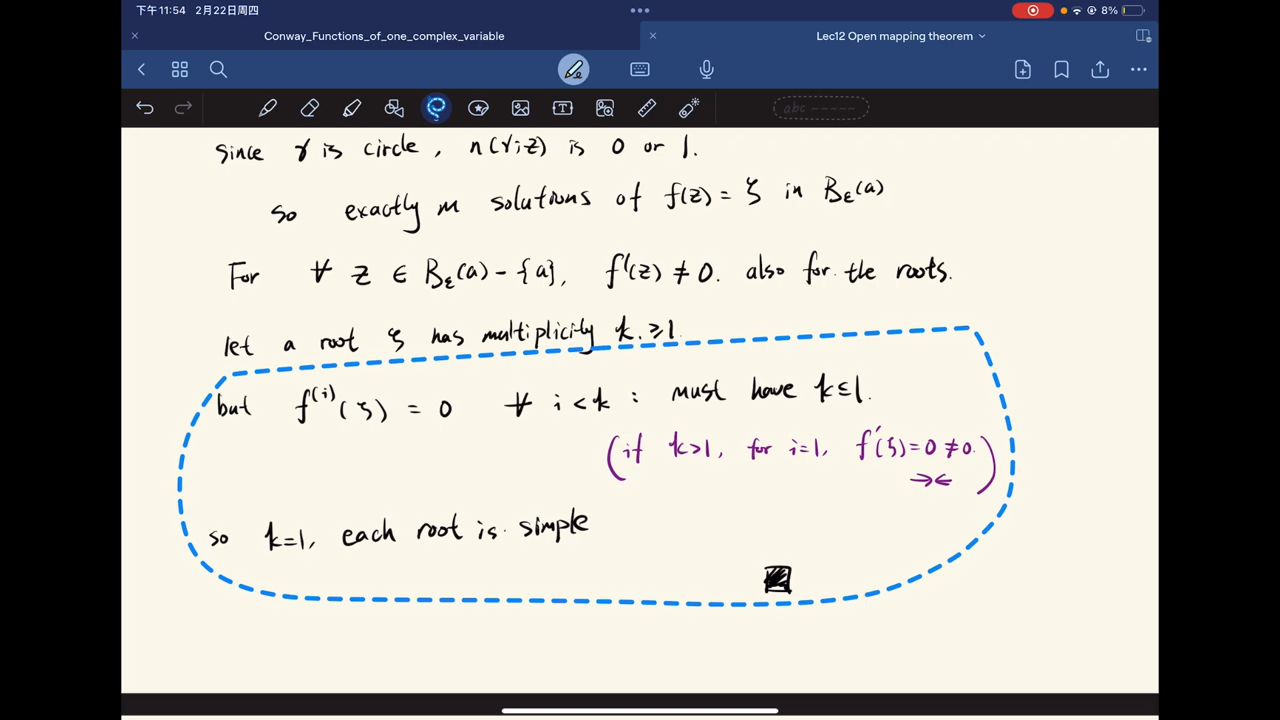 下午11:54 2月22日周四
8%
Conway_Functions_of_one_complex_variable
Lec12 Open mapping theorem
abc -----
since γ is circle, n(γ;z) is 0 or 1.
so exactly m solutions of f(z) = ζ in Bε(a)
For ∀ z ∈ Bε(a) - {a}, f'(z) ≠ 0. also for the roots.
let a root ζ has multiplicity k. ≥1.
but f^(i)(ζ) = 0 ∀ i < k : must have k ≤ 1.
(if k>1, for i=1, f'(ζ) = 0 ≠ 0.
→←)
so k=1, each root is simple